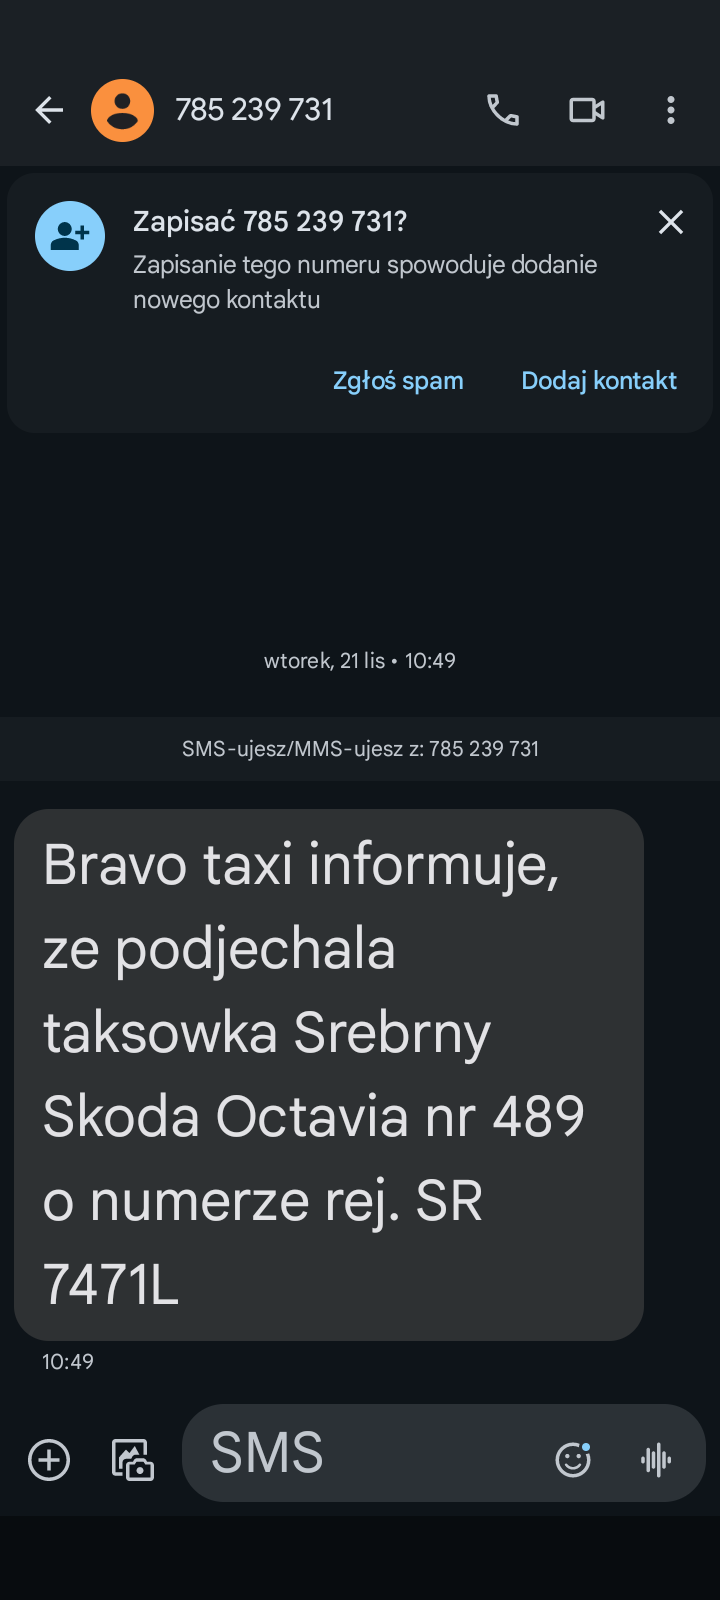 785 239 731
Zapisać 785 239 731?
Zapisanie tego numeru spowoduje dodanie
nowego kontaktu
Zgłoś spam Dodaj kontakt
wtorek, 21 lis • 10:49
SMS-ujesz/MMS-ujesz z: 785 239 731
Bravo taxi informuje,
ze podjechala
taksowka Srebrny
Skoda Octavia nr 489
o numerze rej. SR
7471L
10:49
SMS